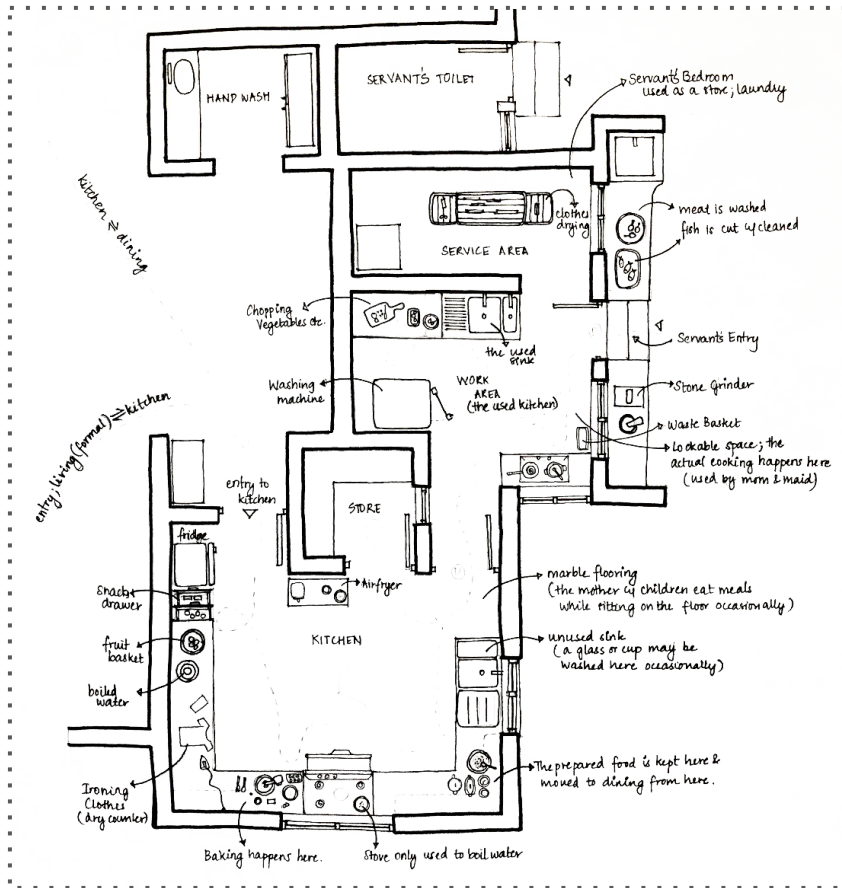 HAND WASH
SERVANT'S TOILET
Servant's Bedroom
used as a store; laundry
kitchen ⇌ dining
clothes
drying
SERVICE AREA
meat is washed
fish is cut & cleaned
Chopping
Vegetables etc.
the used
sink
Servant's Entry
Washing
machine
WORK
AREA
(the used kitchen)
Stone Grinder
Waste Basket
Lockable space; the
actual cooking happens here
(used by mom & maid)
entry; living (formal) ⇌ kitchen
entry to
kitchen
STORE
fridge
Airfryer
Snack
drawer
marble flooring
(the mother & children eat meals
while sitting on the floor occasionally)
fruit
basket
KITCHEN
unused sink
(a glass or cup may be
washed here occasionally)
boiled
water
Ironing
Clothes
(dry counter)
The prepared food is kept here &
moved to dining from here.
Baking happens here.
Stove only used to boil water